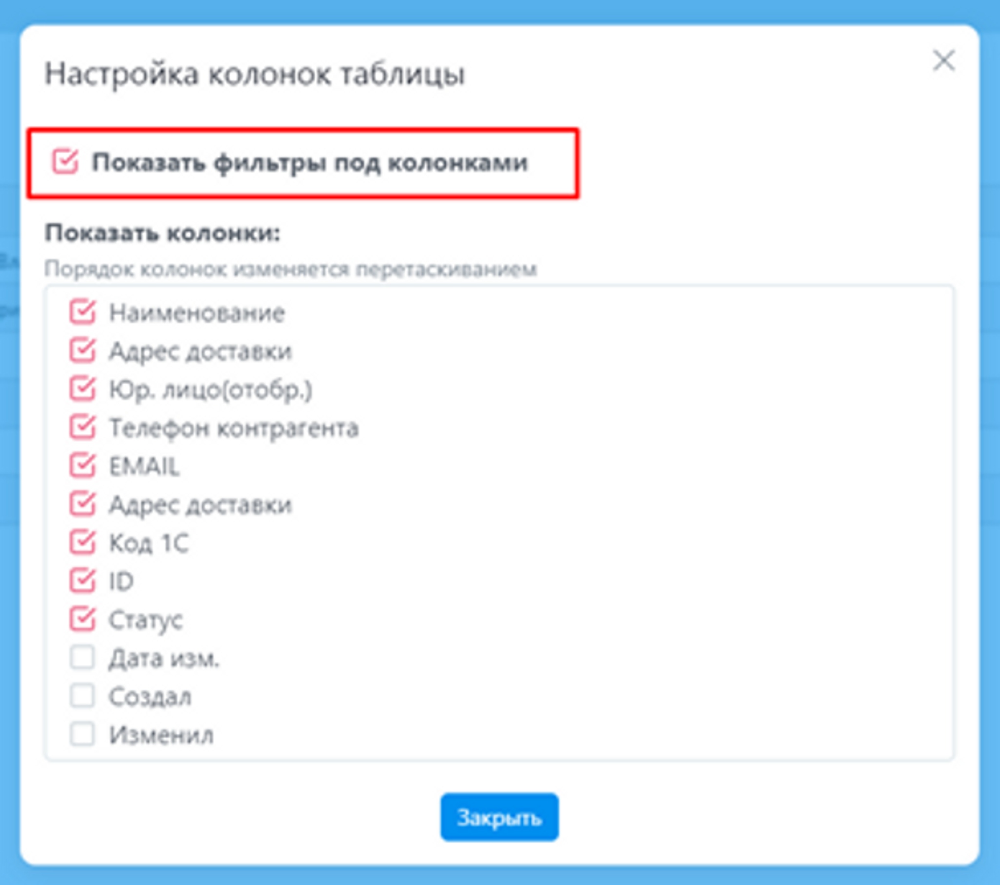 Настройка колонок таблицы
Показать фильтры под колонками
Показать колонки:
Порядок колонок изменяется перетаскиванием
Наименование
Адрес доставки
Юр. лицо(отобр.)
Телефон контрагента
EMAIL
Адрес доставки
Код 1С
ID
Статус
Дата изм.
Создал
Изменил
Закрыть